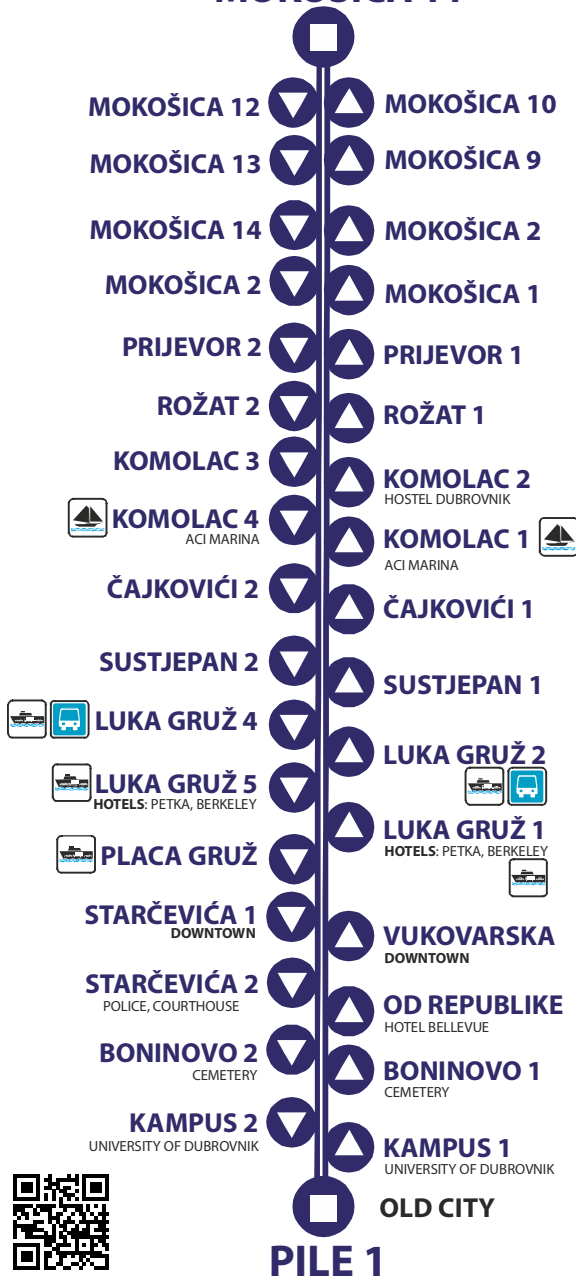 MOKOŠICA
MOKOŠICA 12
MOKOŠICA 13
MOKOŠICA 14
MOKOŠICA 2
PRIJEVOR 2
ROŽAT 2
KOMOLAC 3
KOMOLAC 4
ACI MARINA
ČAJKOVIĆI 2
SUSTJEPAN 2
LUKA GRUŽ 4
LUKA GRUŽ 5
HOTELS: PETKA, BERKELEY
PLACA GRUŽ
STARČEVIĆA 1
DOWNTOWN
STARČEVIĆA 2
POLICE, COURTHOUSE
BONINOVO 2
CEMETERY
KAMPUS 2
UNIVERSITY OF DUBROVNIK
MOKOŠICA 10
MOKOŠICA 9
MOKOŠICA 2
MOKOŠICA 1
PRIJEVOR 1
ROŽAT 1
KOMOLAC 2
HOSTEL DUBROVNIK
KOMOLAC 1
ACI MARINA
ČAJKOVIĆI 1
SUSTJEPAN 1
LUKA GRUŽ 2
LUKA GRUŽ 1
HOTELS: PETKA, BERKELEY
VUKOVARSKA
DOWNTOWN
OD REPUBLIKE
HOTEL BELLEVUE
BONINOVO 1
CEMETERY
KAMPUS 1
UNIVERSITY OF DUBROVNIK
OLD CITY
PILE 1